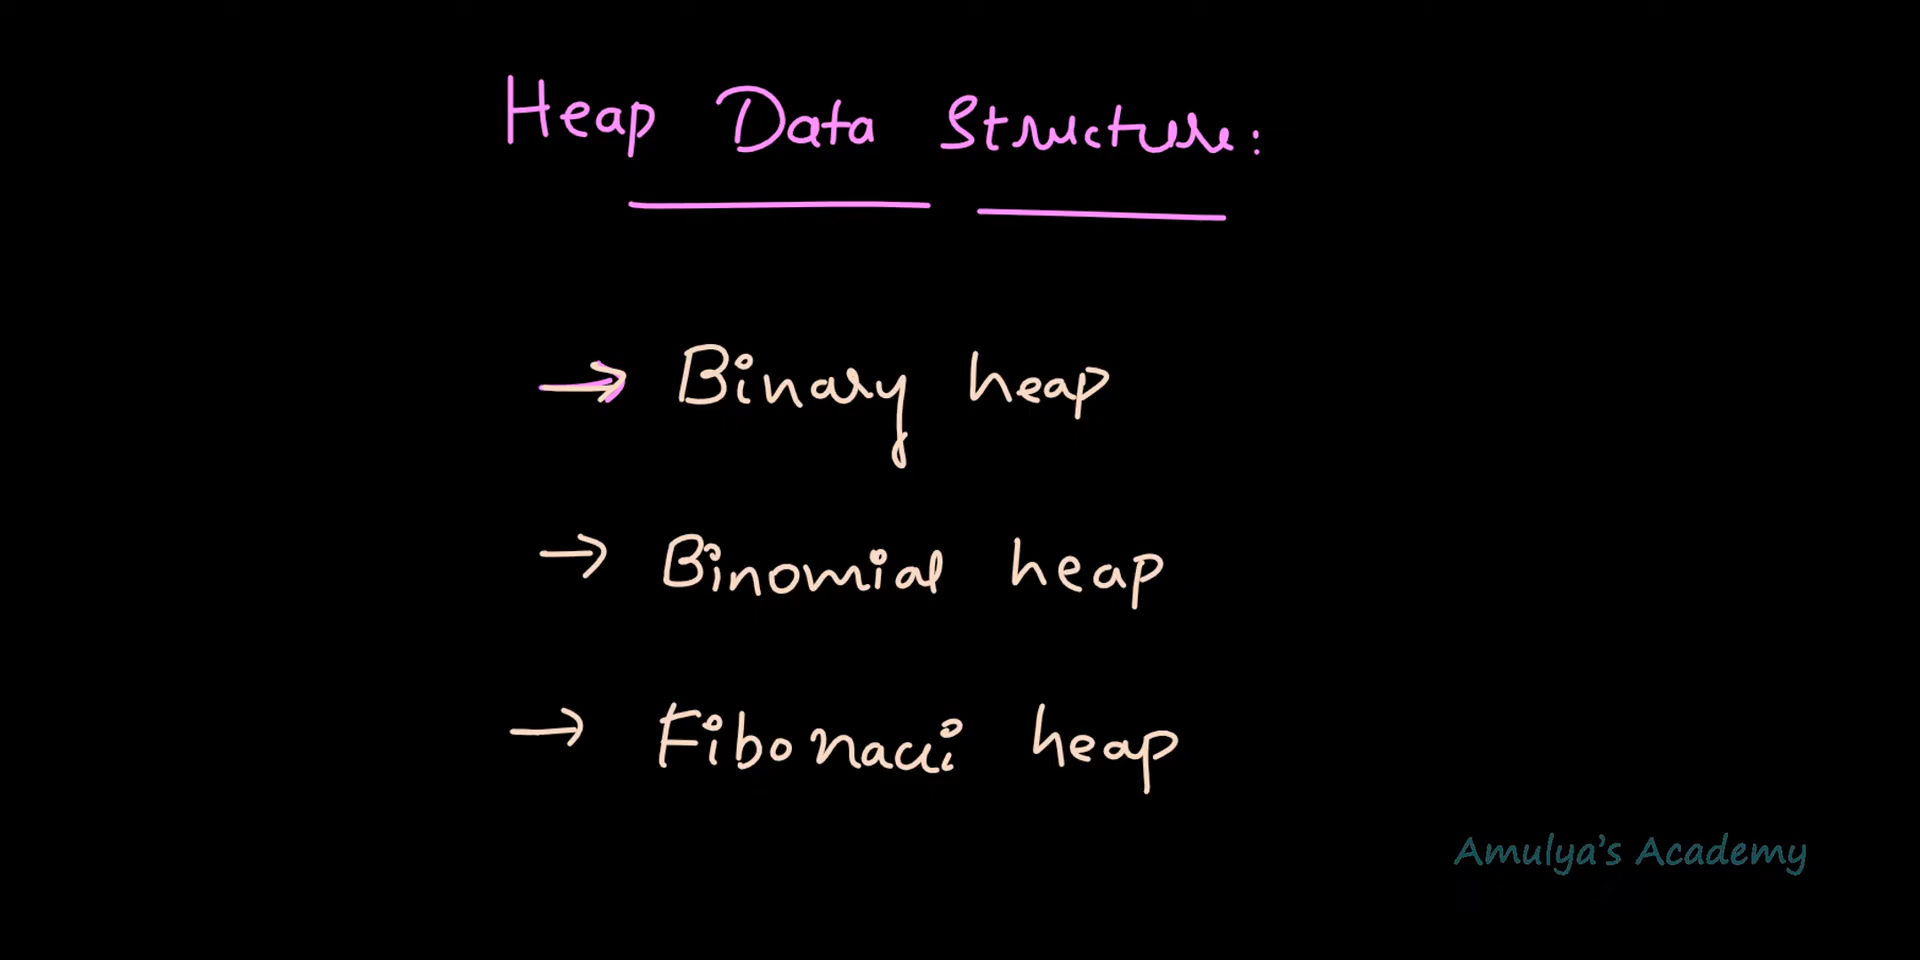 Heap Data Structure:
→ Binary heap
→ Binomial heap
→ Fibonacci heap
Amulya's Academy